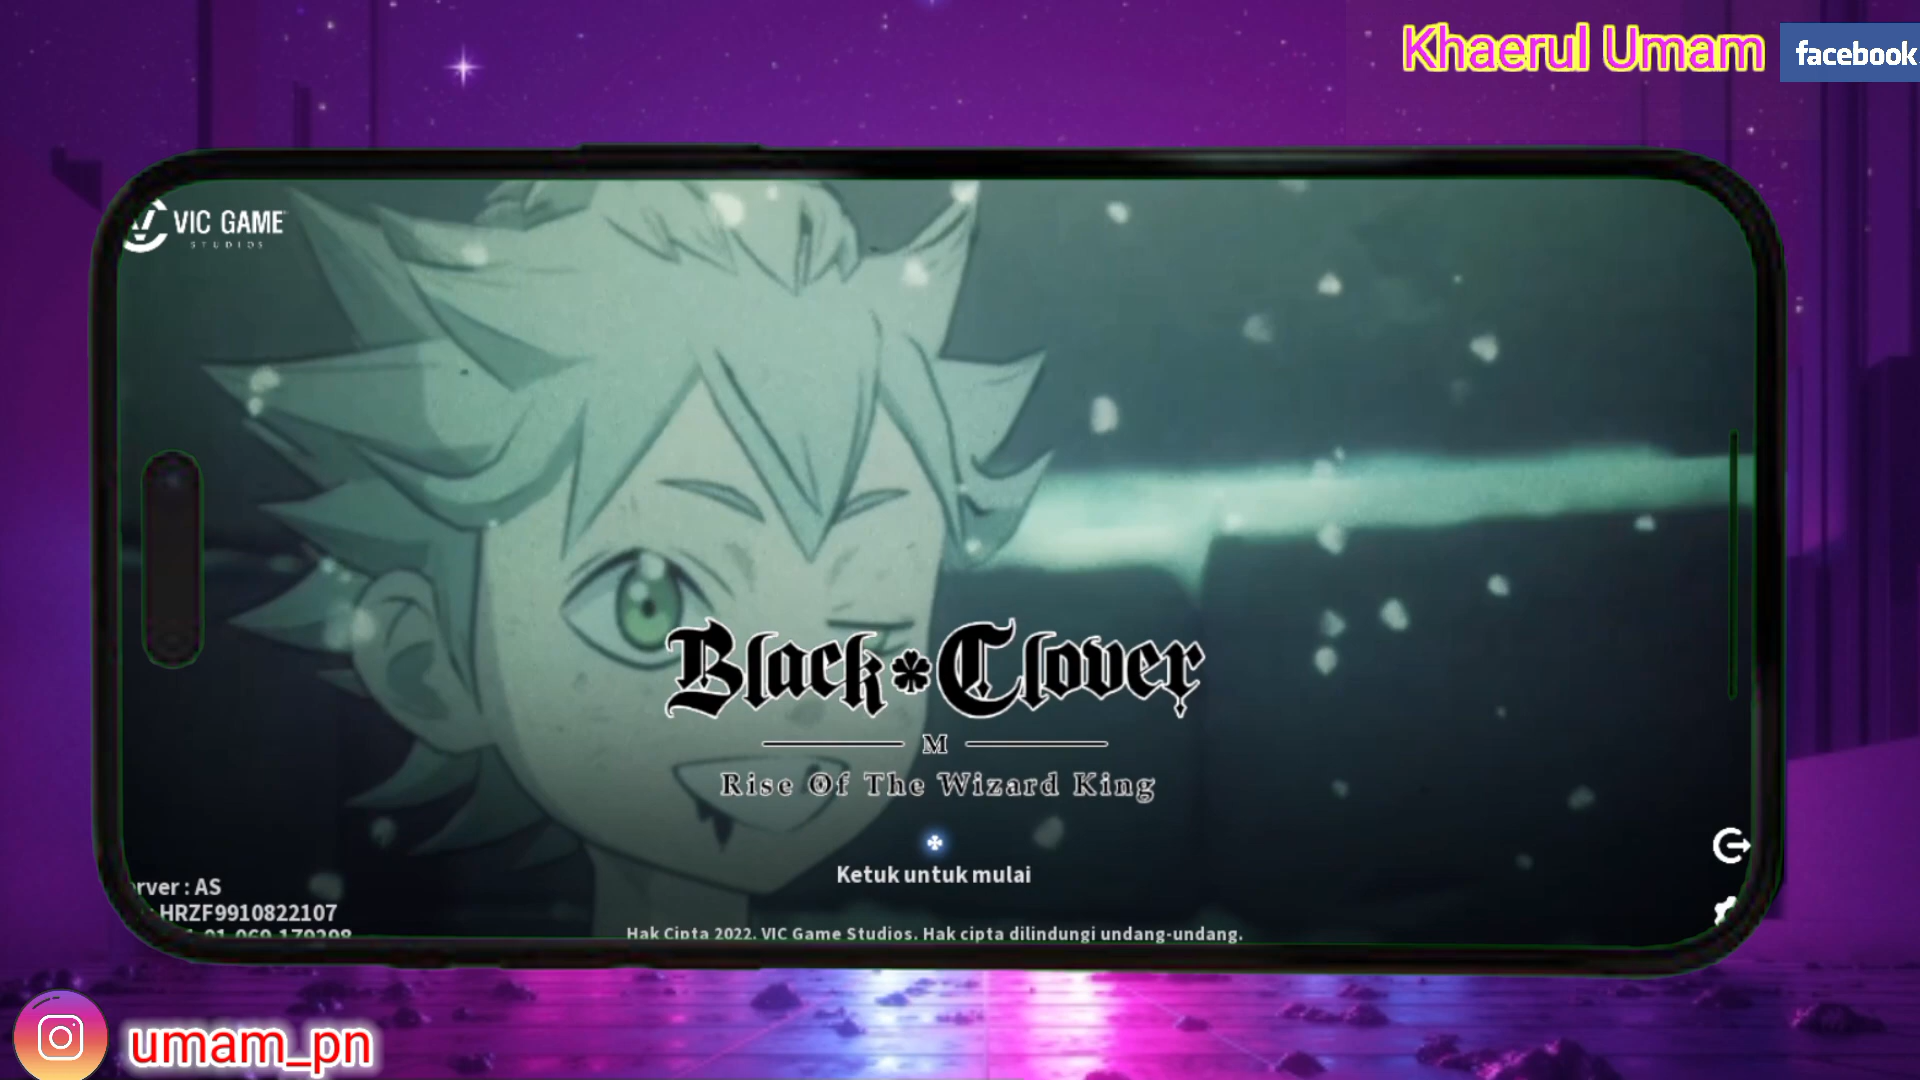 Khaerul Umam
facebook
VIC GAME
STUDIOS
Black Clover
M
Rise Of The Wizard King
Ketuk untuk mulai
rver : AS
: HRZF9910822107
Hak Cipta 2022. VIC Game Studios. Hak cipta dilindungi undang-undang.
umam_pn